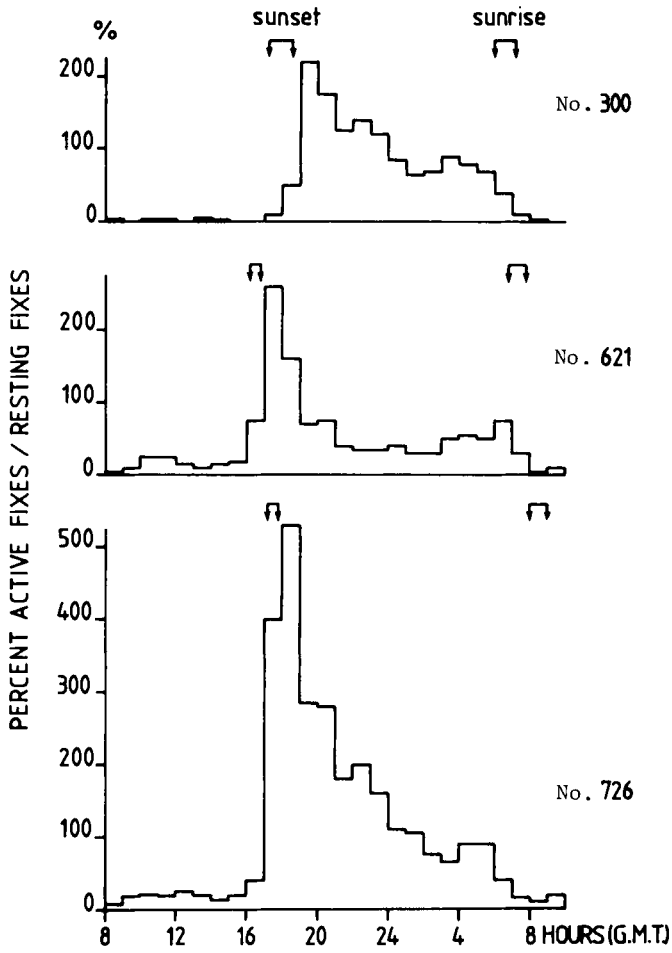 sunset sunrise
%
200
100
0
No. 300
200
100
0
No. 621
500
400
300
200
100
0
No. 726
PERCENT ACTIVE FIXES / RESTING FIXES
8 12 16 20 24 4 8 HOURS (G.M.T.)